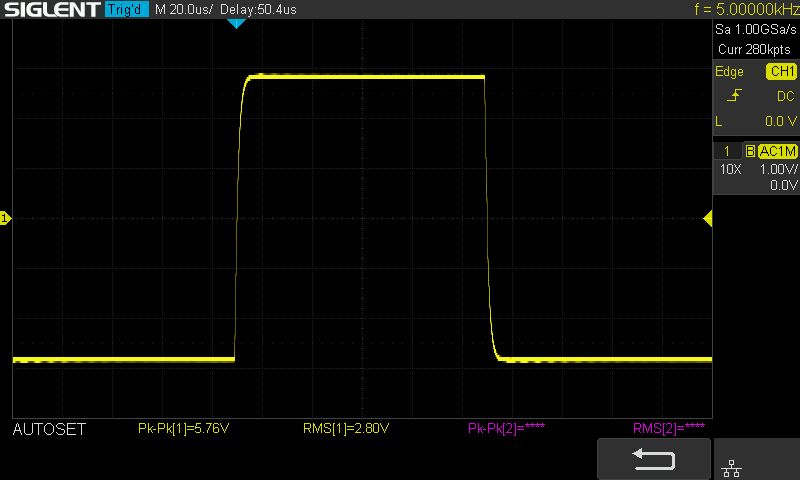 SIGLENT Trig'd M 20.0us/ Delay:50.4us f = 5.00000kHz
Sa 1.00GSa/s
Curr 280kpts
Edge CH1
DC
L 0.0 V
1 B AC1M
10X 1.00V/
0.0V
1
AUTOSET Pk-Pk[1]=5.76V RMS[1]=2.80V Pk-Pk[2]=**** RMS[2]=****